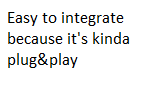 Easy to integrate
because it's kinda
plug&play